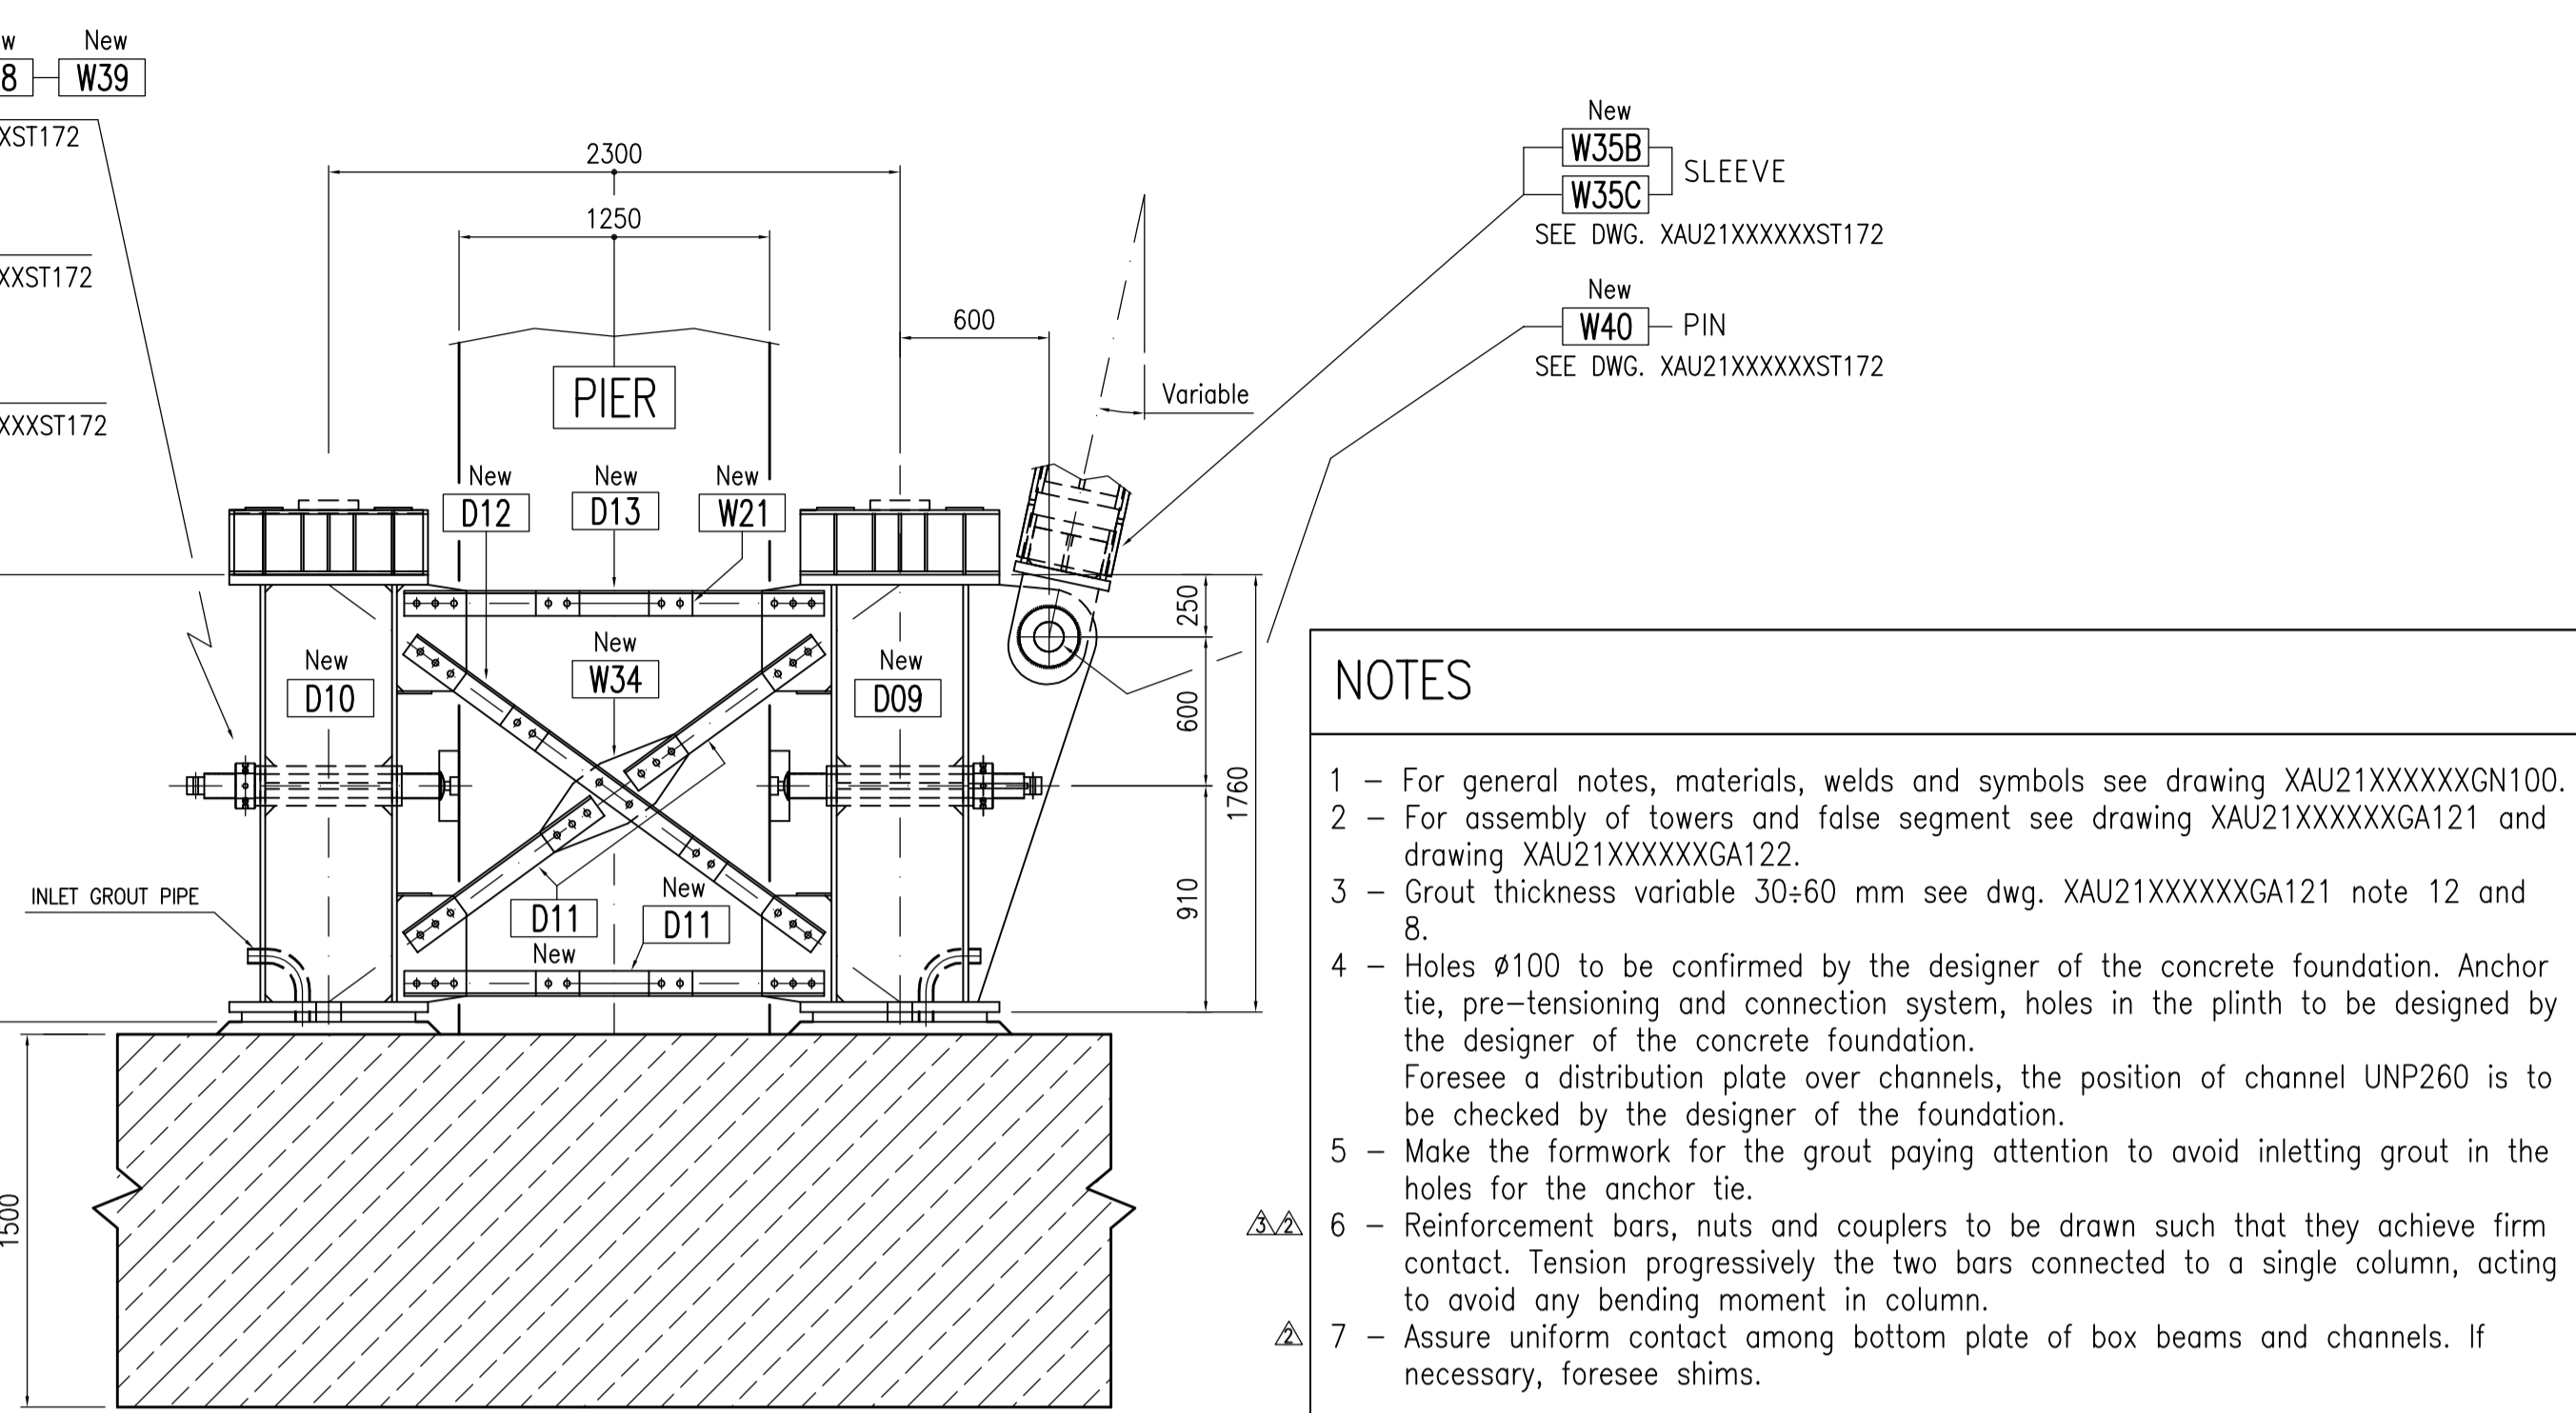 New
W39
XST172
XXST172
XXXST172
2300
1250
600
PIER
Variable
New
W35B
W35C
SLEEVE
SEE DWG. XAU21XXXXXXST172
New
W40
PIN
SEE DWG. XAU21XXXXXXST172
New
D12
New
D13
New
W21
New
D10
New
W34
New
D09
250
600
1760
910
INLET GROUT PIPE
D11
New
New
D11
1500
NOTES
1 – For general notes, materials, welds and symbols see drawing XAU21XXXXXXGN100.
2 – For assembly of towers and false segment see drawing XAU21XXXXXXGA121 and
drawing XAU21XXXXXXGA122.
3 – Grout thickness variable 30÷60 mm see dwg. XAU21XXXXXXGA121 note 12 and
8.
4 – Holes ø100 to be confirmed by the designer of the concrete foundation. Anchor
tie, pre-tensioning and connection system, holes in the plinth to be designed by
the designer of the concrete foundation.
Foresee a distribution plate over channels, the position of channel UNP260 is to
be checked by the designer of the foundation.
5 – Make the formwork for the grout paying attention to avoid inletting grout in the
holes for the anchor tie.
3 2 6 – Reinforcement bars, nuts and couplers to be drawn such that they achieve firm
contact. Tension progressively the two bars connected to a single column, acting
to avoid any bending moment in column.
2 7 – Assure uniform contact among bottom plate of box beams and channels. If
necessary, foresee shims.